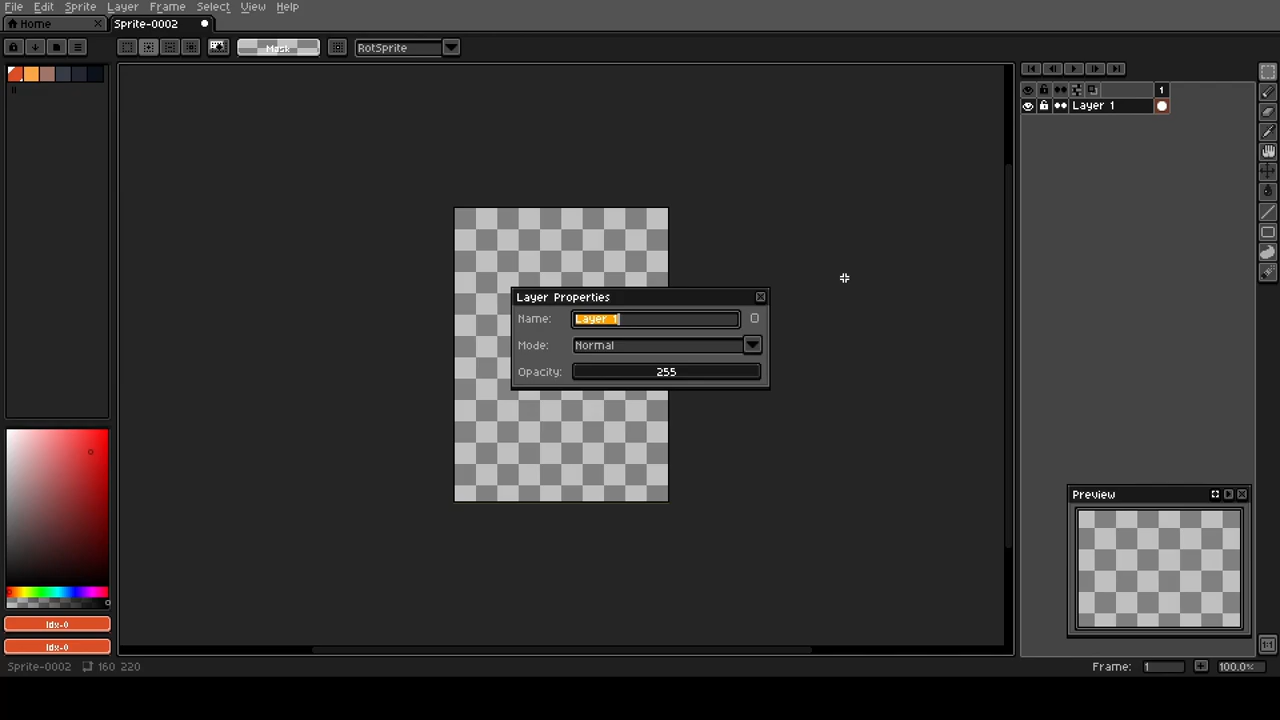 File Edit Sprite Layer Frame Select View Help
Home Sprite-0002
Mask RotSprite
1
Layer 1
Layer Properties
Name: Layer 1
Mode: Normal
Opacity: 255
Preview
Idx-0
Idx-0
Sprite-0002 160 220 Frame: 1 100.0%
1:1